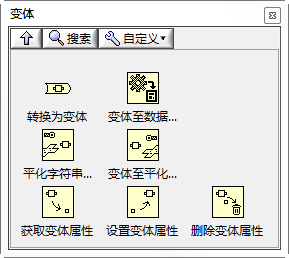 变体
搜索 自定义
转换为变体 变体至数据...
平化字符串... 变体至平化...
获取变体属性 设置变体属性 删除变体属性